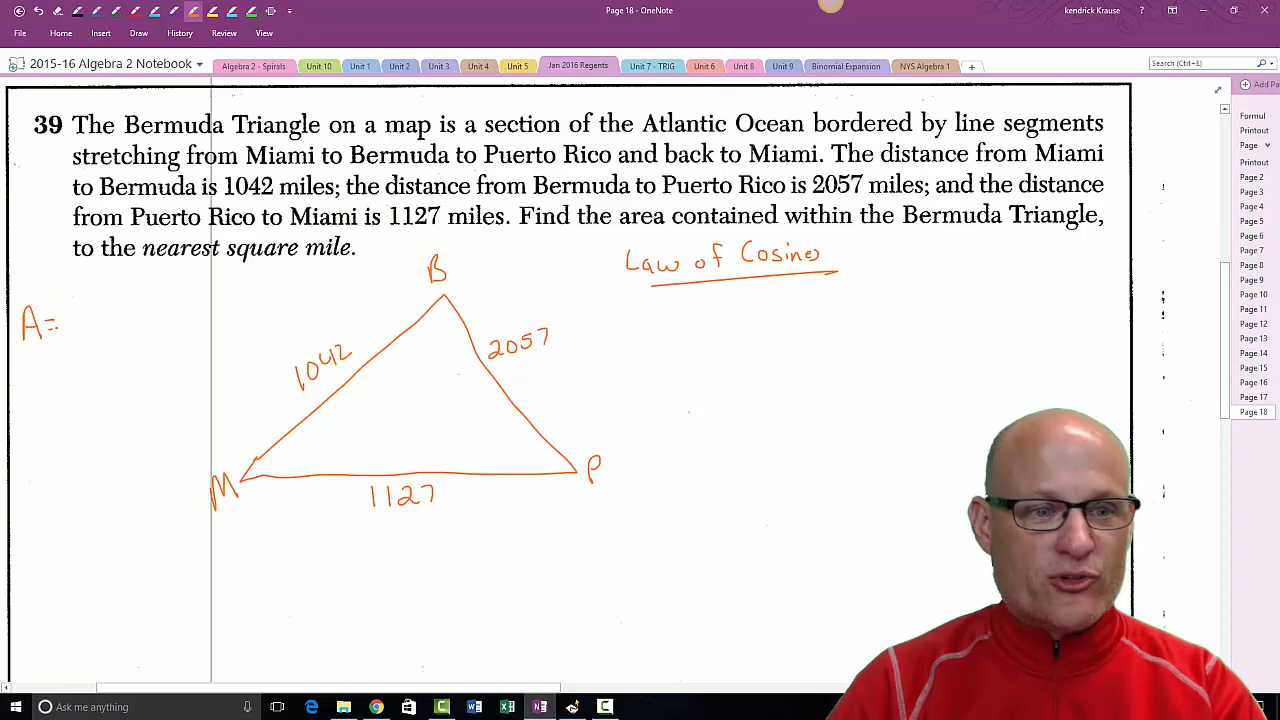 Page 18 - OneNote
kendrick Krause
File Home Insert Draw History Review View
2015-16 Algebra 2 Notebook
Algebra 2 - Spirals Unit 10 Unit 1 Unit 2 Unit 3 Unit 4 Unit 5 Jan 2016 Regents Unit 7 - TRIG Unit 6 Unit 8 Unit 9 Binomial Expansion NYS Algebra 1
Search (Ctrl+E)
Add Pa
Formul
Printout
Page
Printout
Page 2
Page 3
Page 4
Page 5
Page 6
Page 7
Page 8
Page 9
Page 10
Page 11
Page 12
Page 13
Page 14
Page 15
Page 16
Page 17
Page 18
39 The Bermuda Triangle on a map is a section of the Atlantic Ocean bordered by line segments
stretching from Miami to Bermuda to Puerto Rico and back to Miami. The distance from Miami
to Bermuda is 1042 miles; the distance from Bermuda to Puerto Rico is 2057 miles; and the distance
from Puerto Rico to Miami is 1127 miles. Find the area contained within the Bermuda Triangle,
to the nearest square mile.
Law of Cosines
B
A=
1042
2057
M
P
1127
Ask me anything